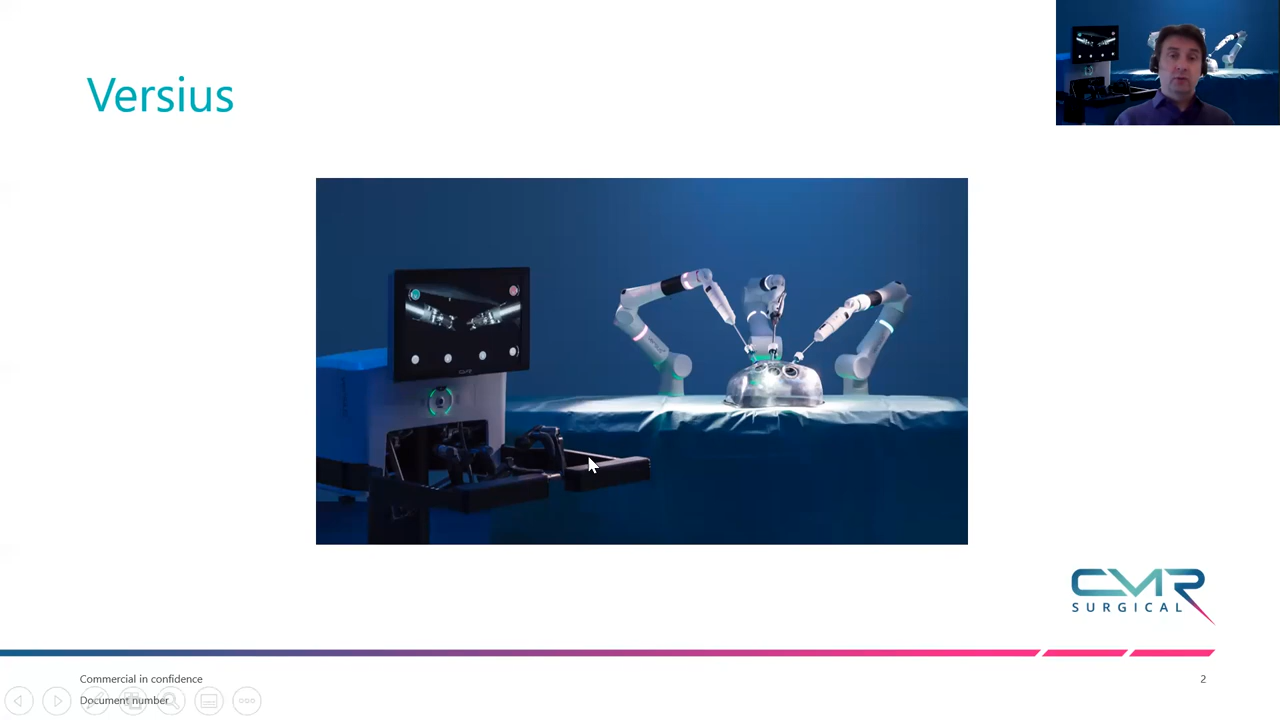 Versius
CMR
SURGICAL
Commercial in confidence
2
Document number